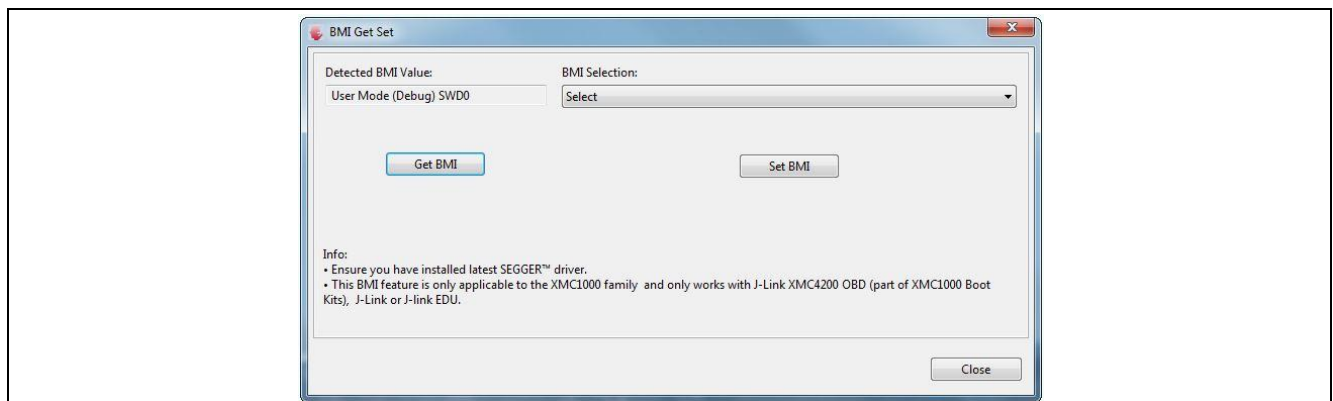 BMI Get Set
Detected BMI Value:
BMI Selection:
User Mode (Debug) SWD0
Select
Get BMI
Set BMI
Info:
• Ensure you have installed latest SEGGER™ driver.
• This BMI feature is only applicable to the XMC1000 family  and only works with J-Link XMC4200 OBD (part of XMC1000 Boot
Kits),  J-Link or J-link EDU.
Close